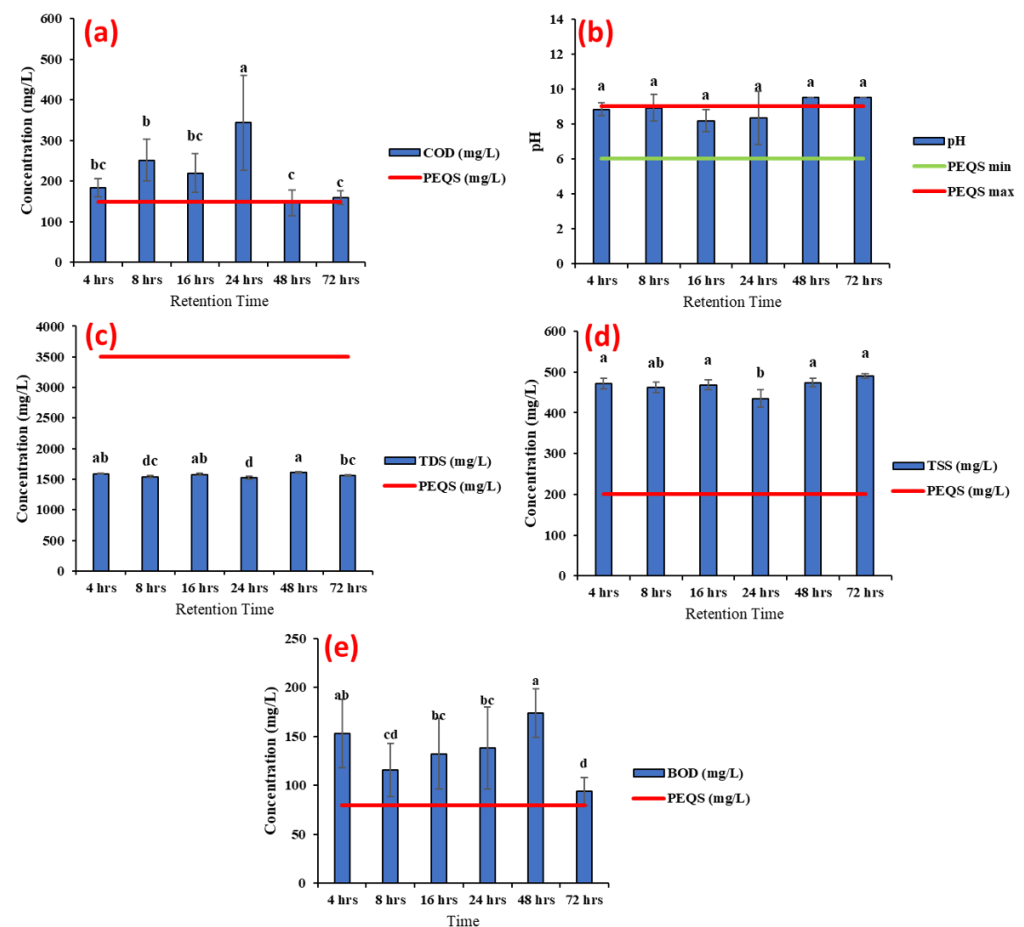 (a)
600
500
400
300
200
100
0
Concentration (mg/L)
bc
b
bc
a
c
c
4 hrs 8 hrs 16 hrs 24 hrs 48 hrs 72 hrs
Retention Time
COD (mg/L)
PEQS (mg/L)
(b)
14
12
10
8
6
4
2
0
pH
a
a
a
a
a
a
4 hrs 8 hrs 16 hrs 24 hrs 48 hrs 72 hrs
Retention Time
pH
PEQS min
PEQS max
(c)
4000
3500
3000
2500
2000
1500
1000
500
0
Concentration (mg/L)
ab
dc
ab
d
a
bc
4 hrs 8 hrs 16 hrs 24 hrs 48 hrs 72 hrs
Retention Time
TDS (mg/L)
PEQS (mg/L)
(d)
600
500
400
300
200
100
0
Concentration (mg/L)
a
ab
a
b
a
a
4 hrs 8 hrs 16 hrs 24 hrs 48 hrs 72 hrs
Retention Time
TSS (mg/L)
PEQS (mg/L)
(e)
250
200
150
100
50
0
Concentration (mg/L)
ab
cd
bc
bc
a
d
4 hrs 8 hrs 16 hrs 24 hrs 48 hrs 72 hrs
Time
BOD (mg/L)
PEQS (mg/L)